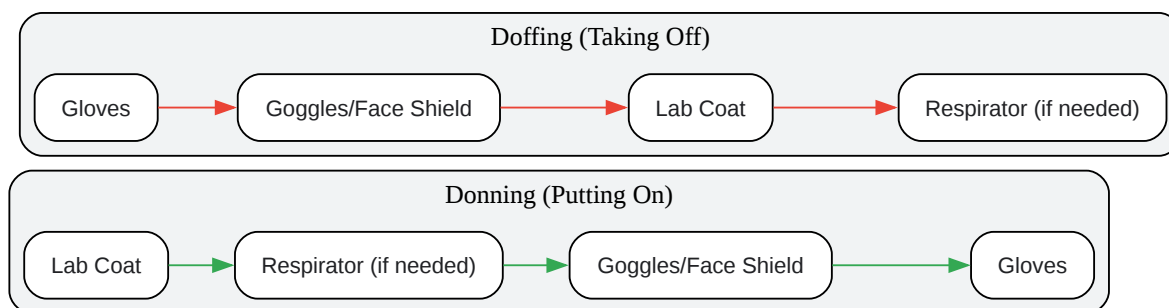 Doffing (Taking Off)
Gloves
Goggles/Face Shield
Lab Coat
Respirator (if needed)
Donning (Putting On)
Lab Coat
Respirator (if needed)
Goggles/Face Shield
Gloves